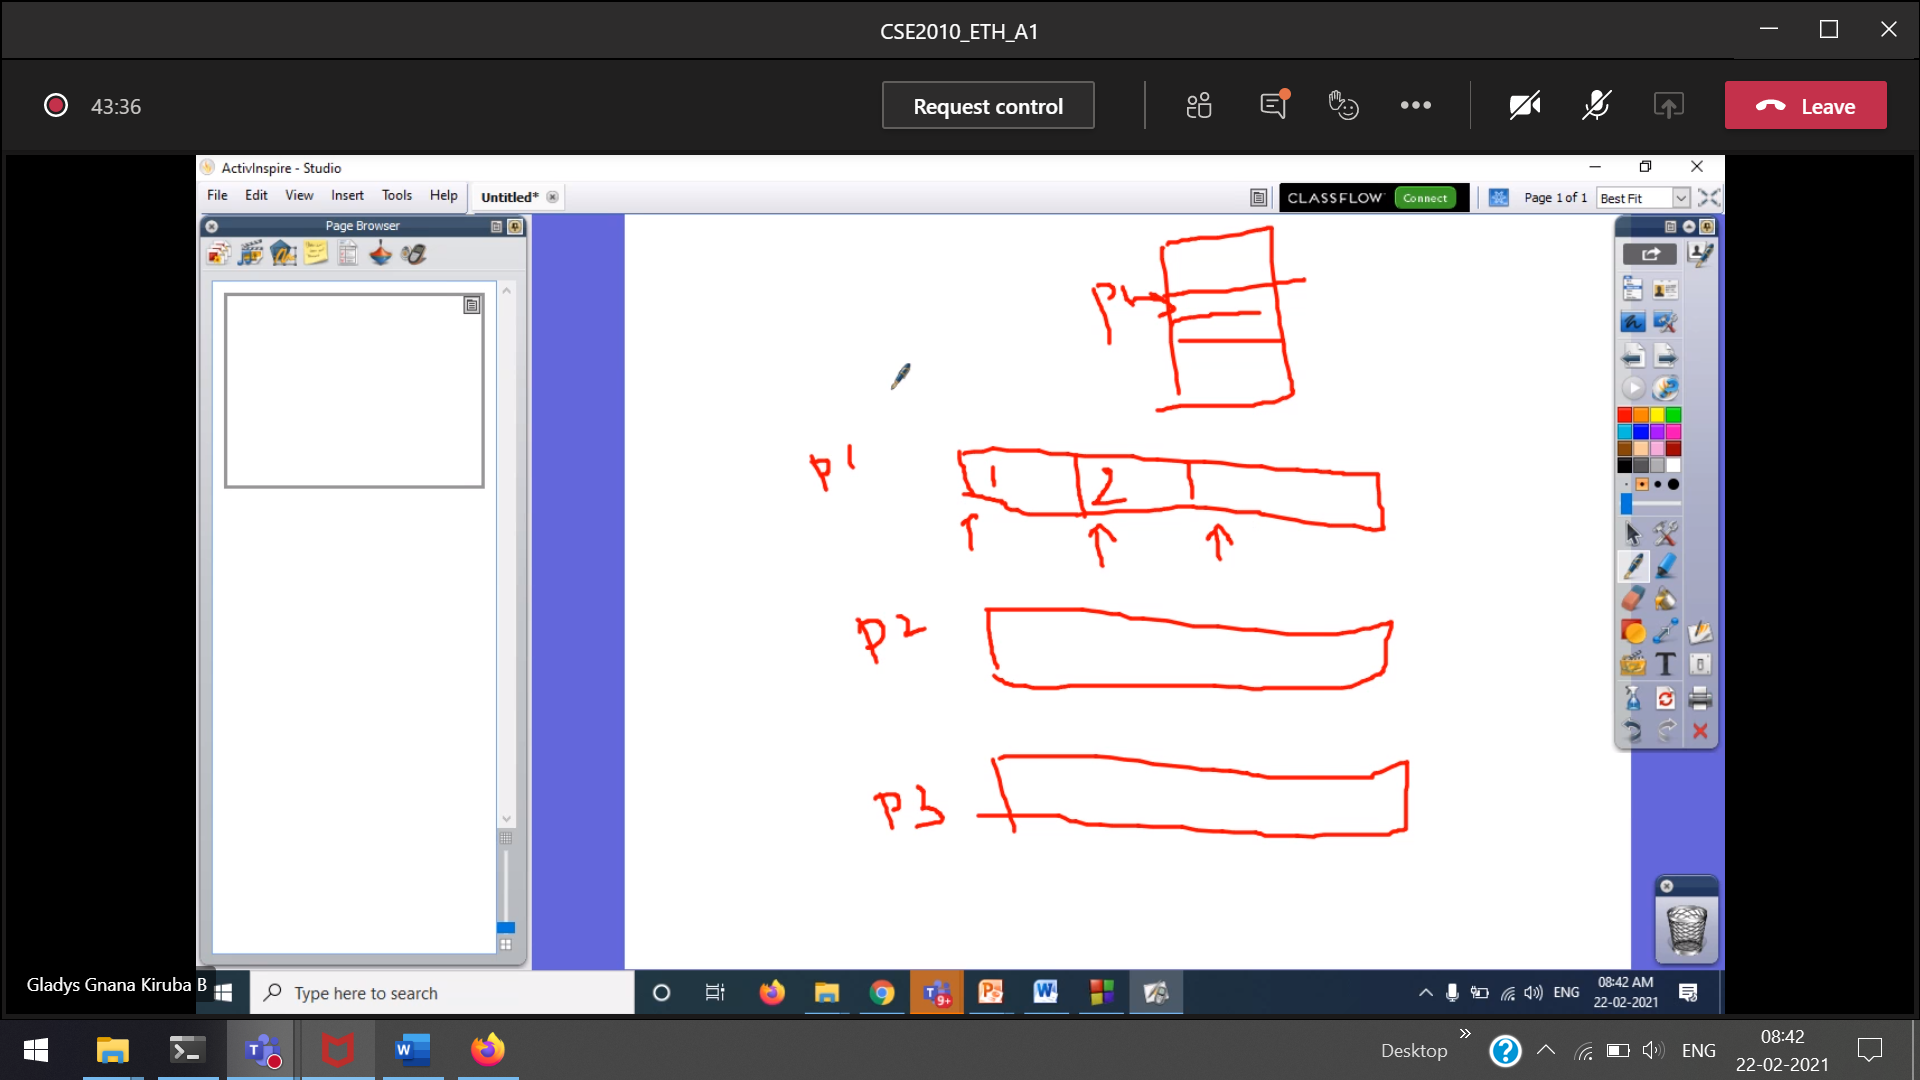 CSE2010_ETH_A1
43:36
Request control
Leave
ActivInspire - Studio
File Edit View Insert Tools Help
Untitled*
CLASSFLOW Connect
Page 1 of 1
Best Fit
Page Browser
P1
1 2
P2
P3
Gladys Gnana Kiruba B
Type here to search
9+
ENG
08:42 AM
22-02-2021
Desktop
ENG
08:42
22-02-2021